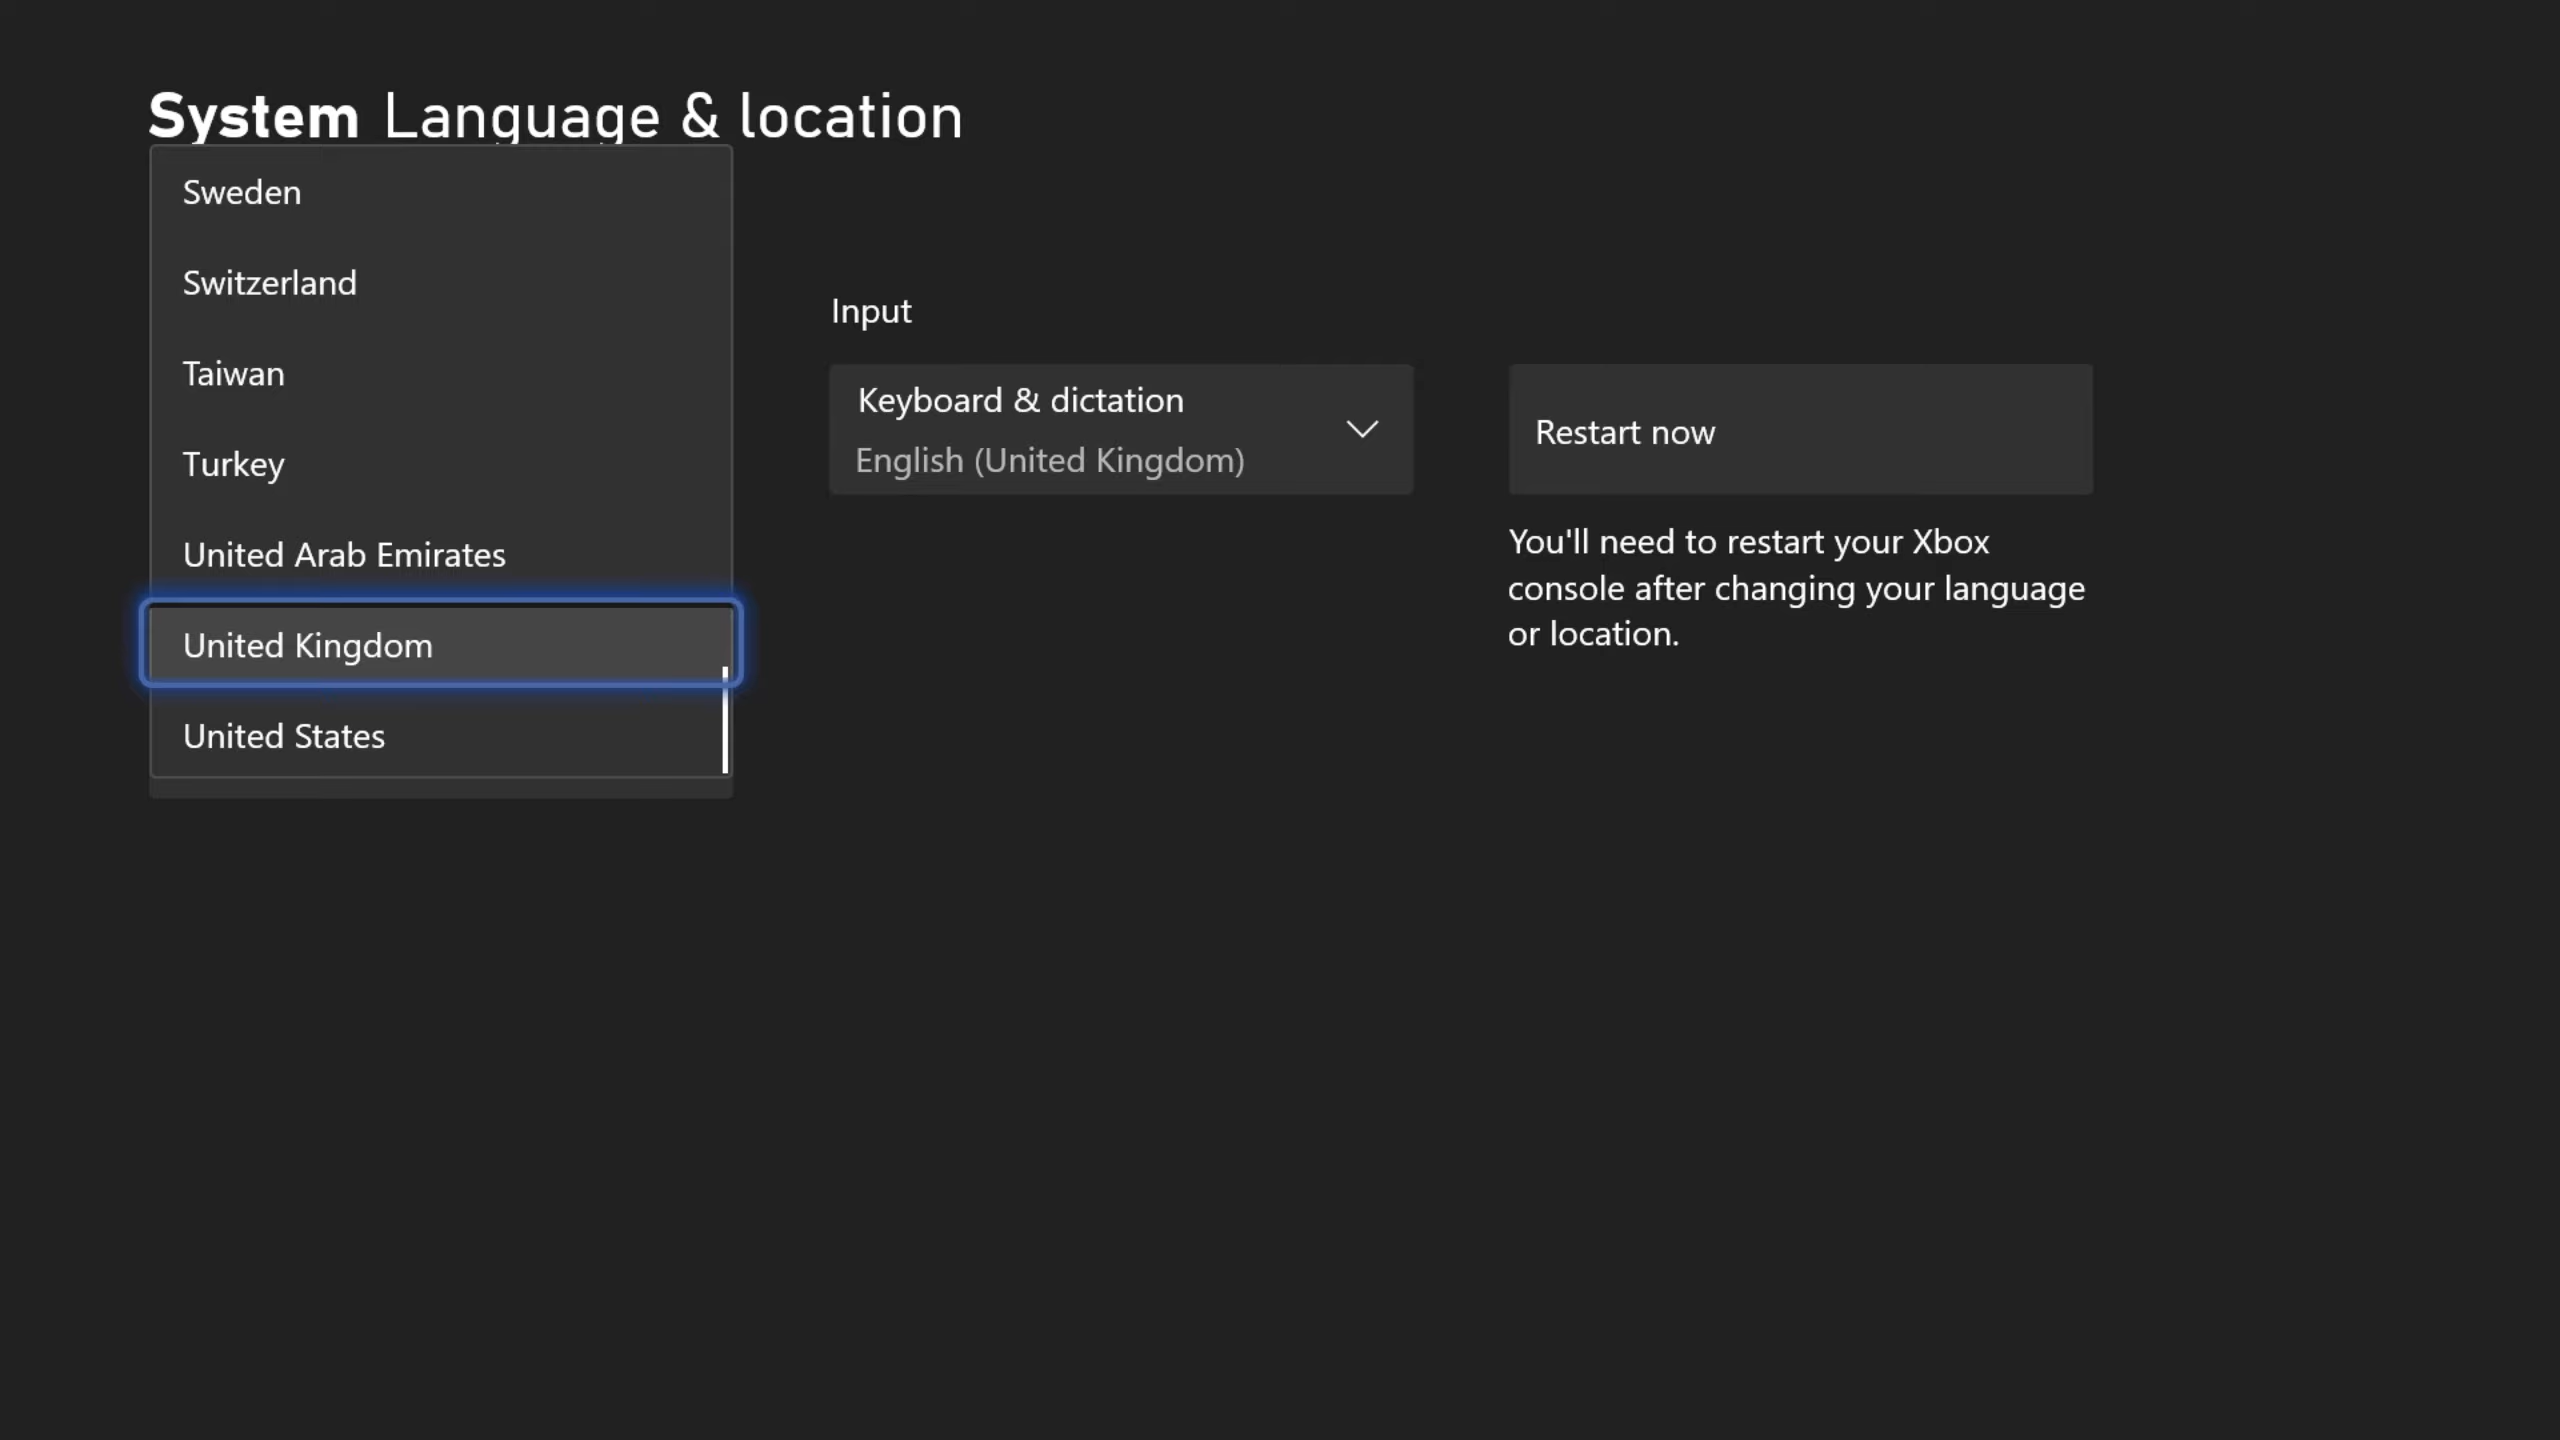 System Language & location
Sweden
Switzerland
Taiwan
Turkey
United Arab Emirates
United Kingdom
United States
Input
Keyboard & dictation
English (United Kingdom)
Restart now
You'll need to restart your Xbox
console after changing your language
or location.